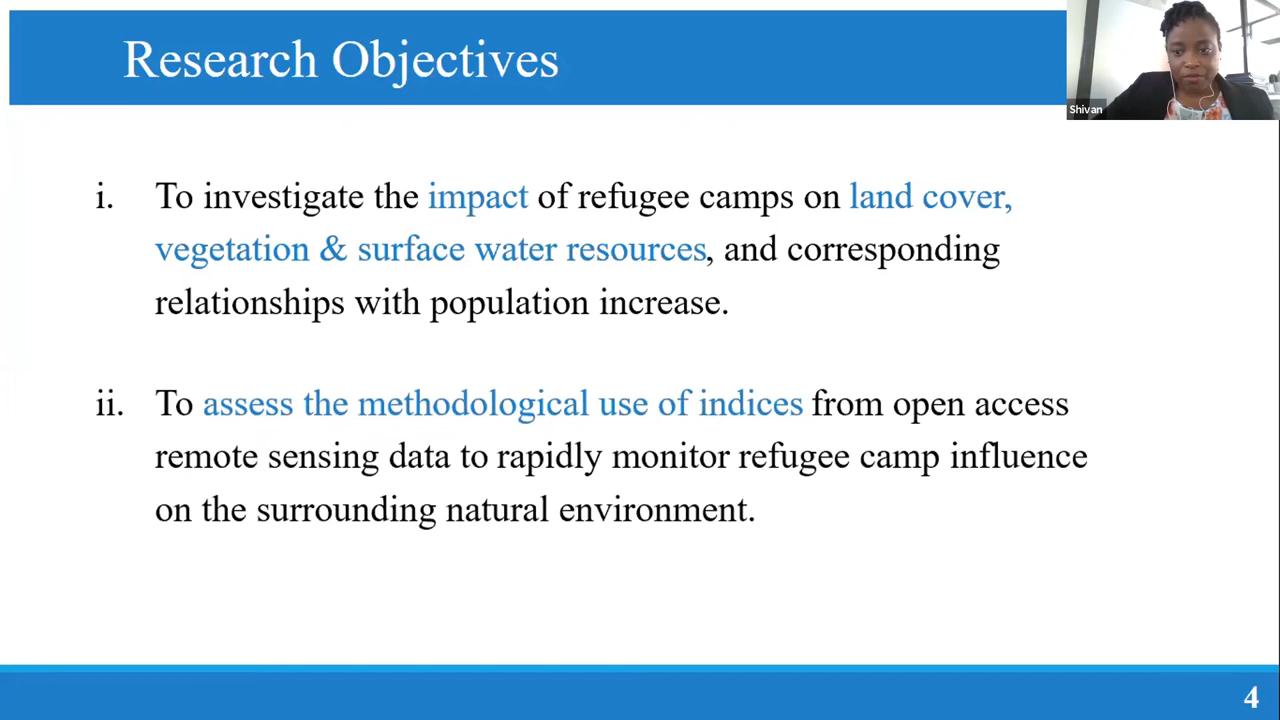 Research Objectives
Shivan
i. To investigate the impact of refugee camps on land cover,
vegetation & surface water resources, and corresponding
relationships with population increase.
ii. To assess the methodological use of indices from open access
remote sensing data to rapidly monitor refugee camp influence
on the surrounding natural environment.
4